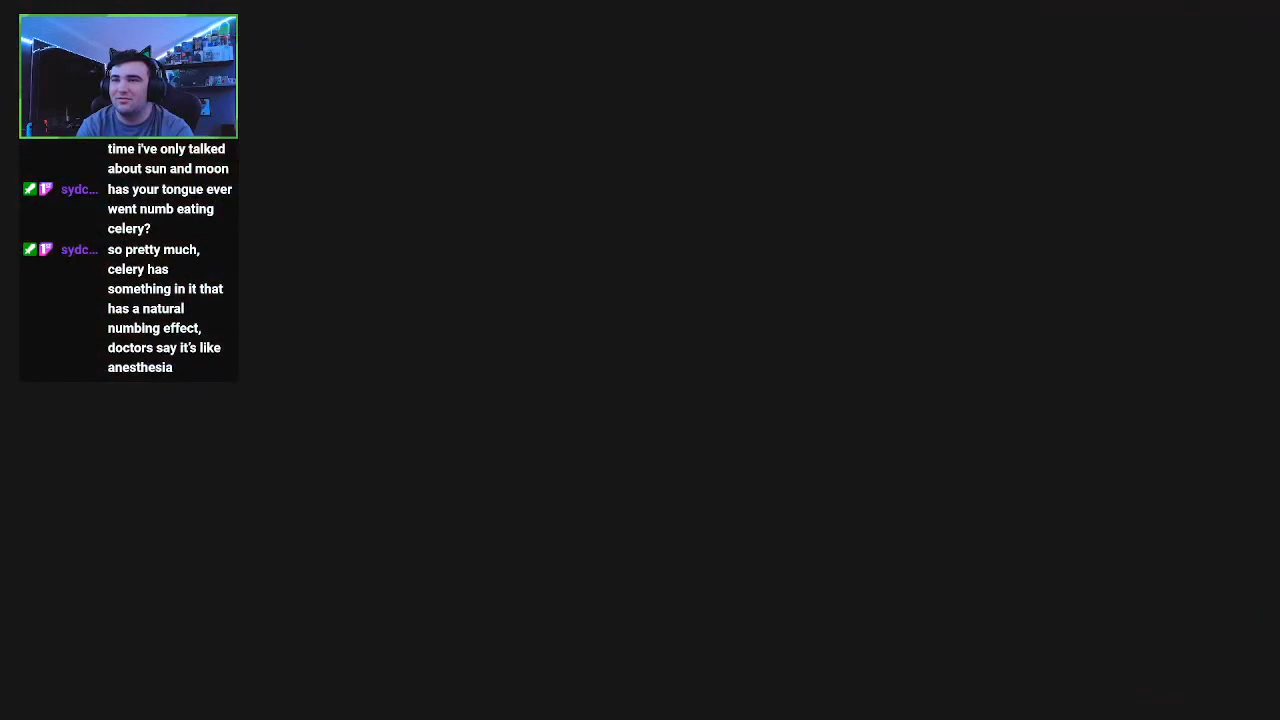 time i've only talked
about sun and moon
sydc... has your tongue ever
went numb eating
celery?
sydc... so pretty much,
celery has
something in it that
has a natural
numbing effect,
doctors say it’s like
anesthesia